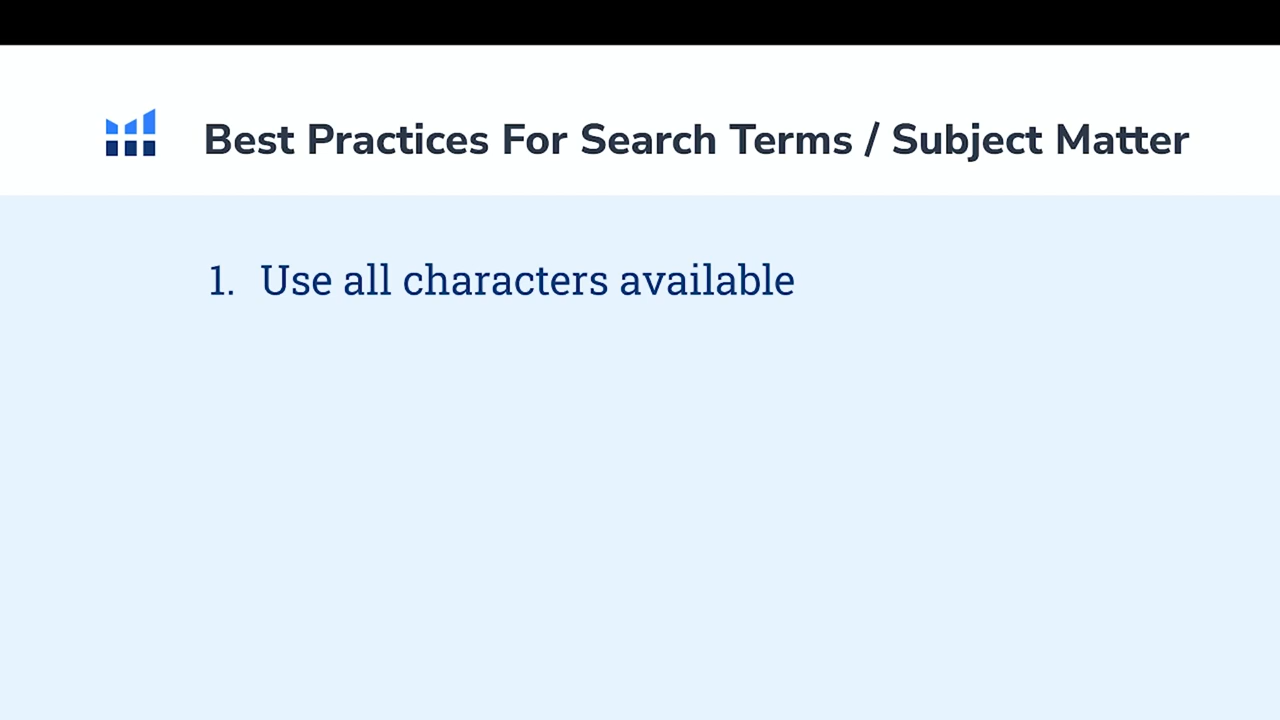 Best Practices For Search Terms / Subject Matter
1. Use all characters available